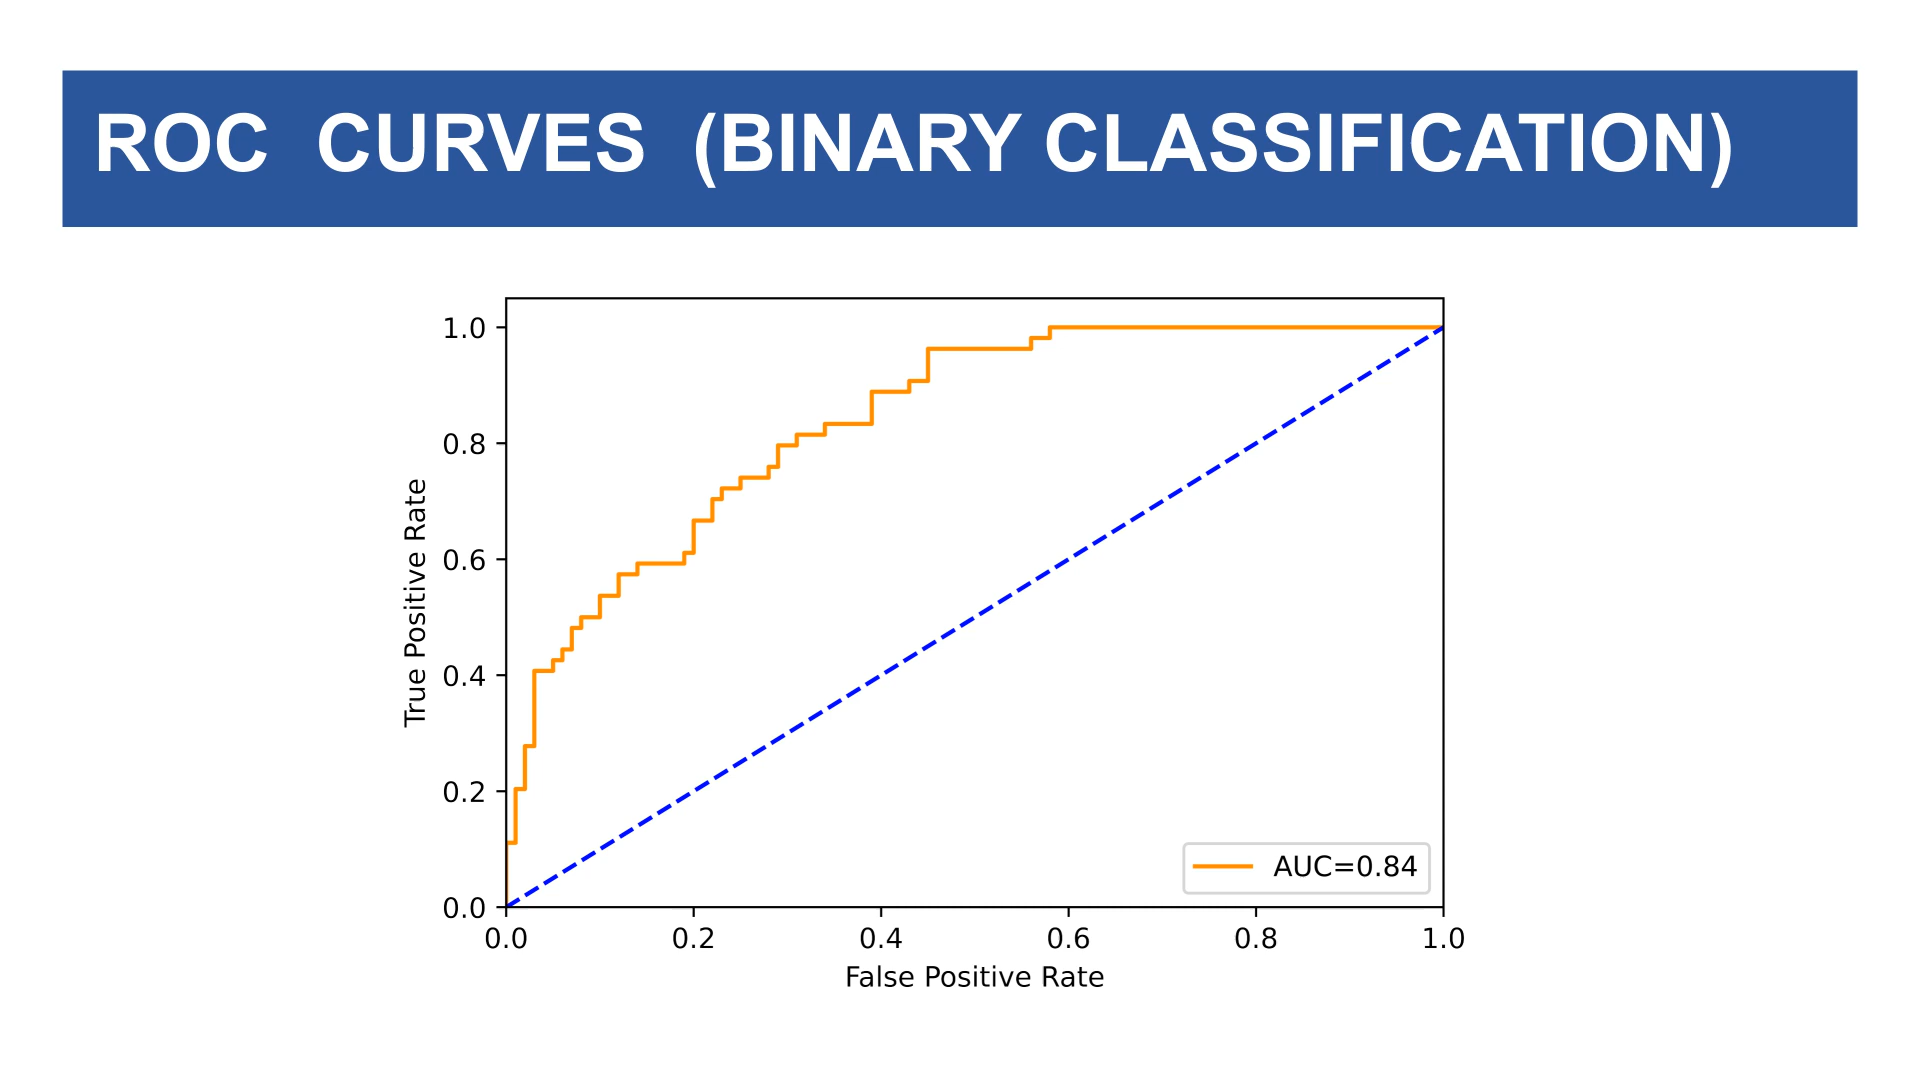 ROC CURVES (BINARY CLASSIFICATION)
1.0
0.8
0.6
0.4
0.2
0.0
True Positive Rate
AUC=0.84
0.0 0.2 0.4 0.6 0.8 1.0
False Positive Rate